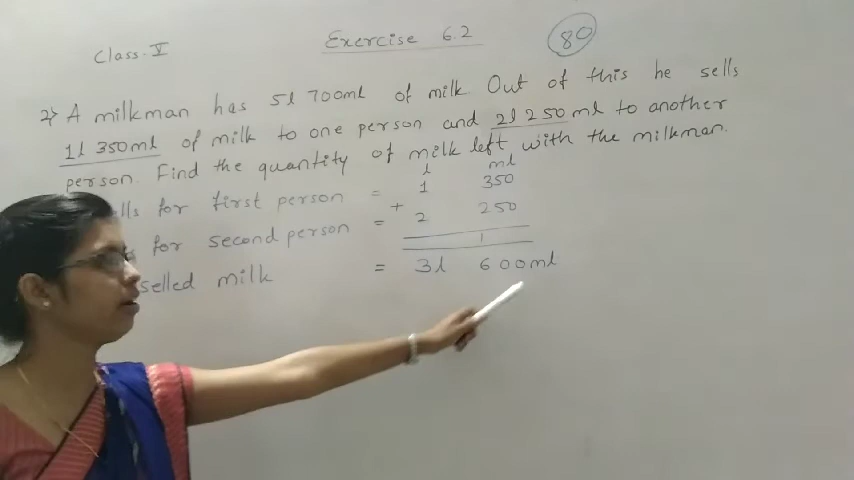 Class-V Exercise 6.2 80
2) A milkman has 5l 700ml of milk Out of this he sells
1l 350ml of milk to one person and 2l 250ml to another
person. Find the quantity of milk left with the milkman.
l ml
for first person = 1 350
+
for second person = 2 250
1
selled milk = 3l 600ml